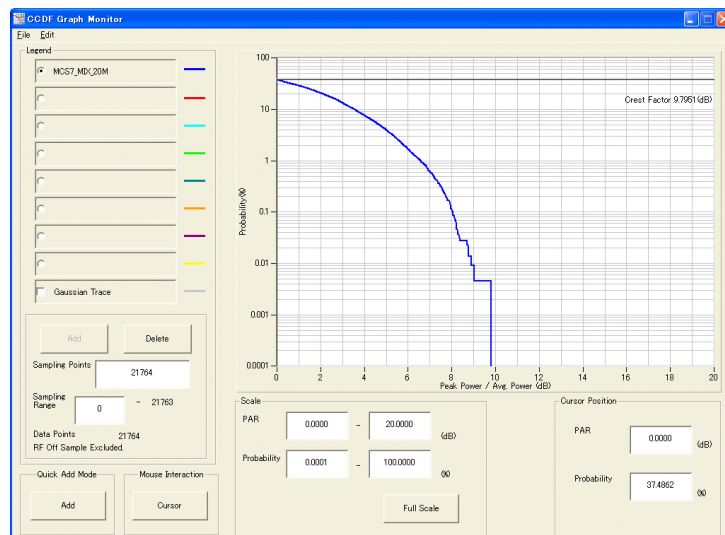 CCDF Graph Monitor
File Edit
Legend
MCS7_MIX_20M
Gaussian Trace
Add Delete
Sampling Points
21764
Sampling Range
0 - 21763
Data Points 21764
RF Off Sample Excluded.
Quick Add Mode
Add
Mouse Interaction
Cursor
100
10
1
0.1
0.01
0.001
0.0001
Probability(%)
Crest Factor 9.7951(dB)
0 2 4 6 8 10 12 14 16 18 20
Peak Power / Avg. Power (dB)
Scale
PAR 0.0000 - 20.0000 (dB)
Probability 0.0001 - 100.0000 (%)
Full Scale
Cursor Position
PAR 0.0000 (dB)
Probability 37.4862 (%)